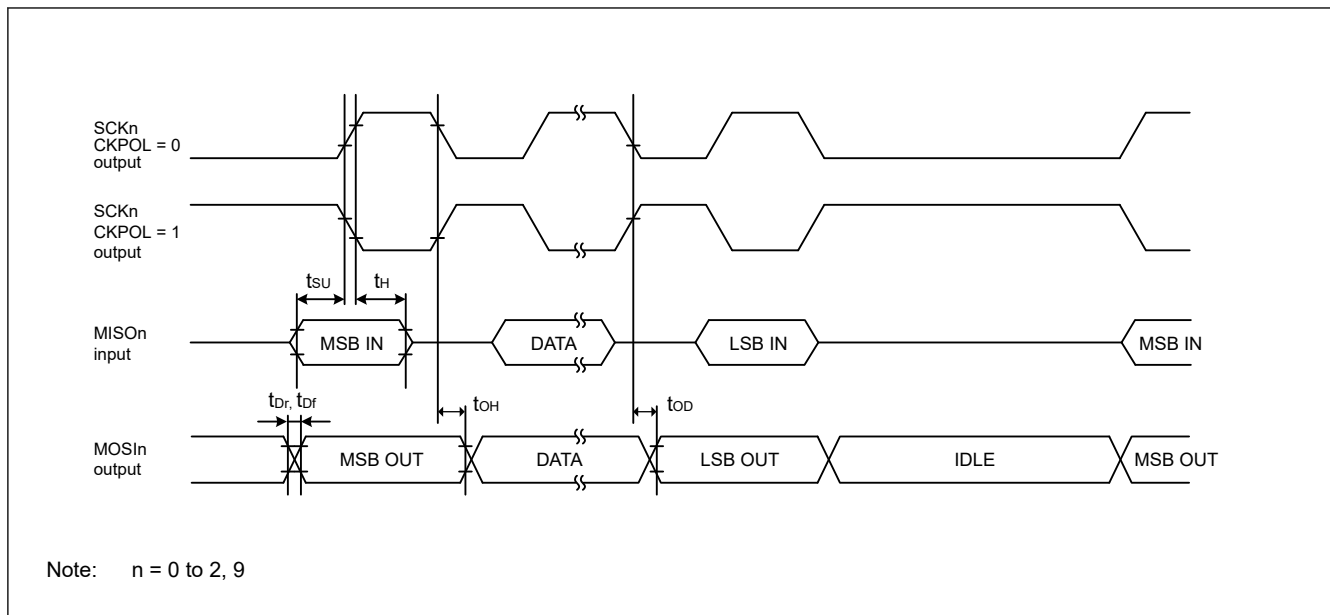 SCKn
CKPOL = 0
output
SCKn
CKPOL = 1
output
tSU
tH
MISOn
input
MSB IN
DATA
LSB IN
MSB IN
tDr, tDf
tOH
tOD
MOSIn
output
MSB OUT
DATA
LSB OUT
IDLE
MSB OUT
Note: n = 0 to 2, 9